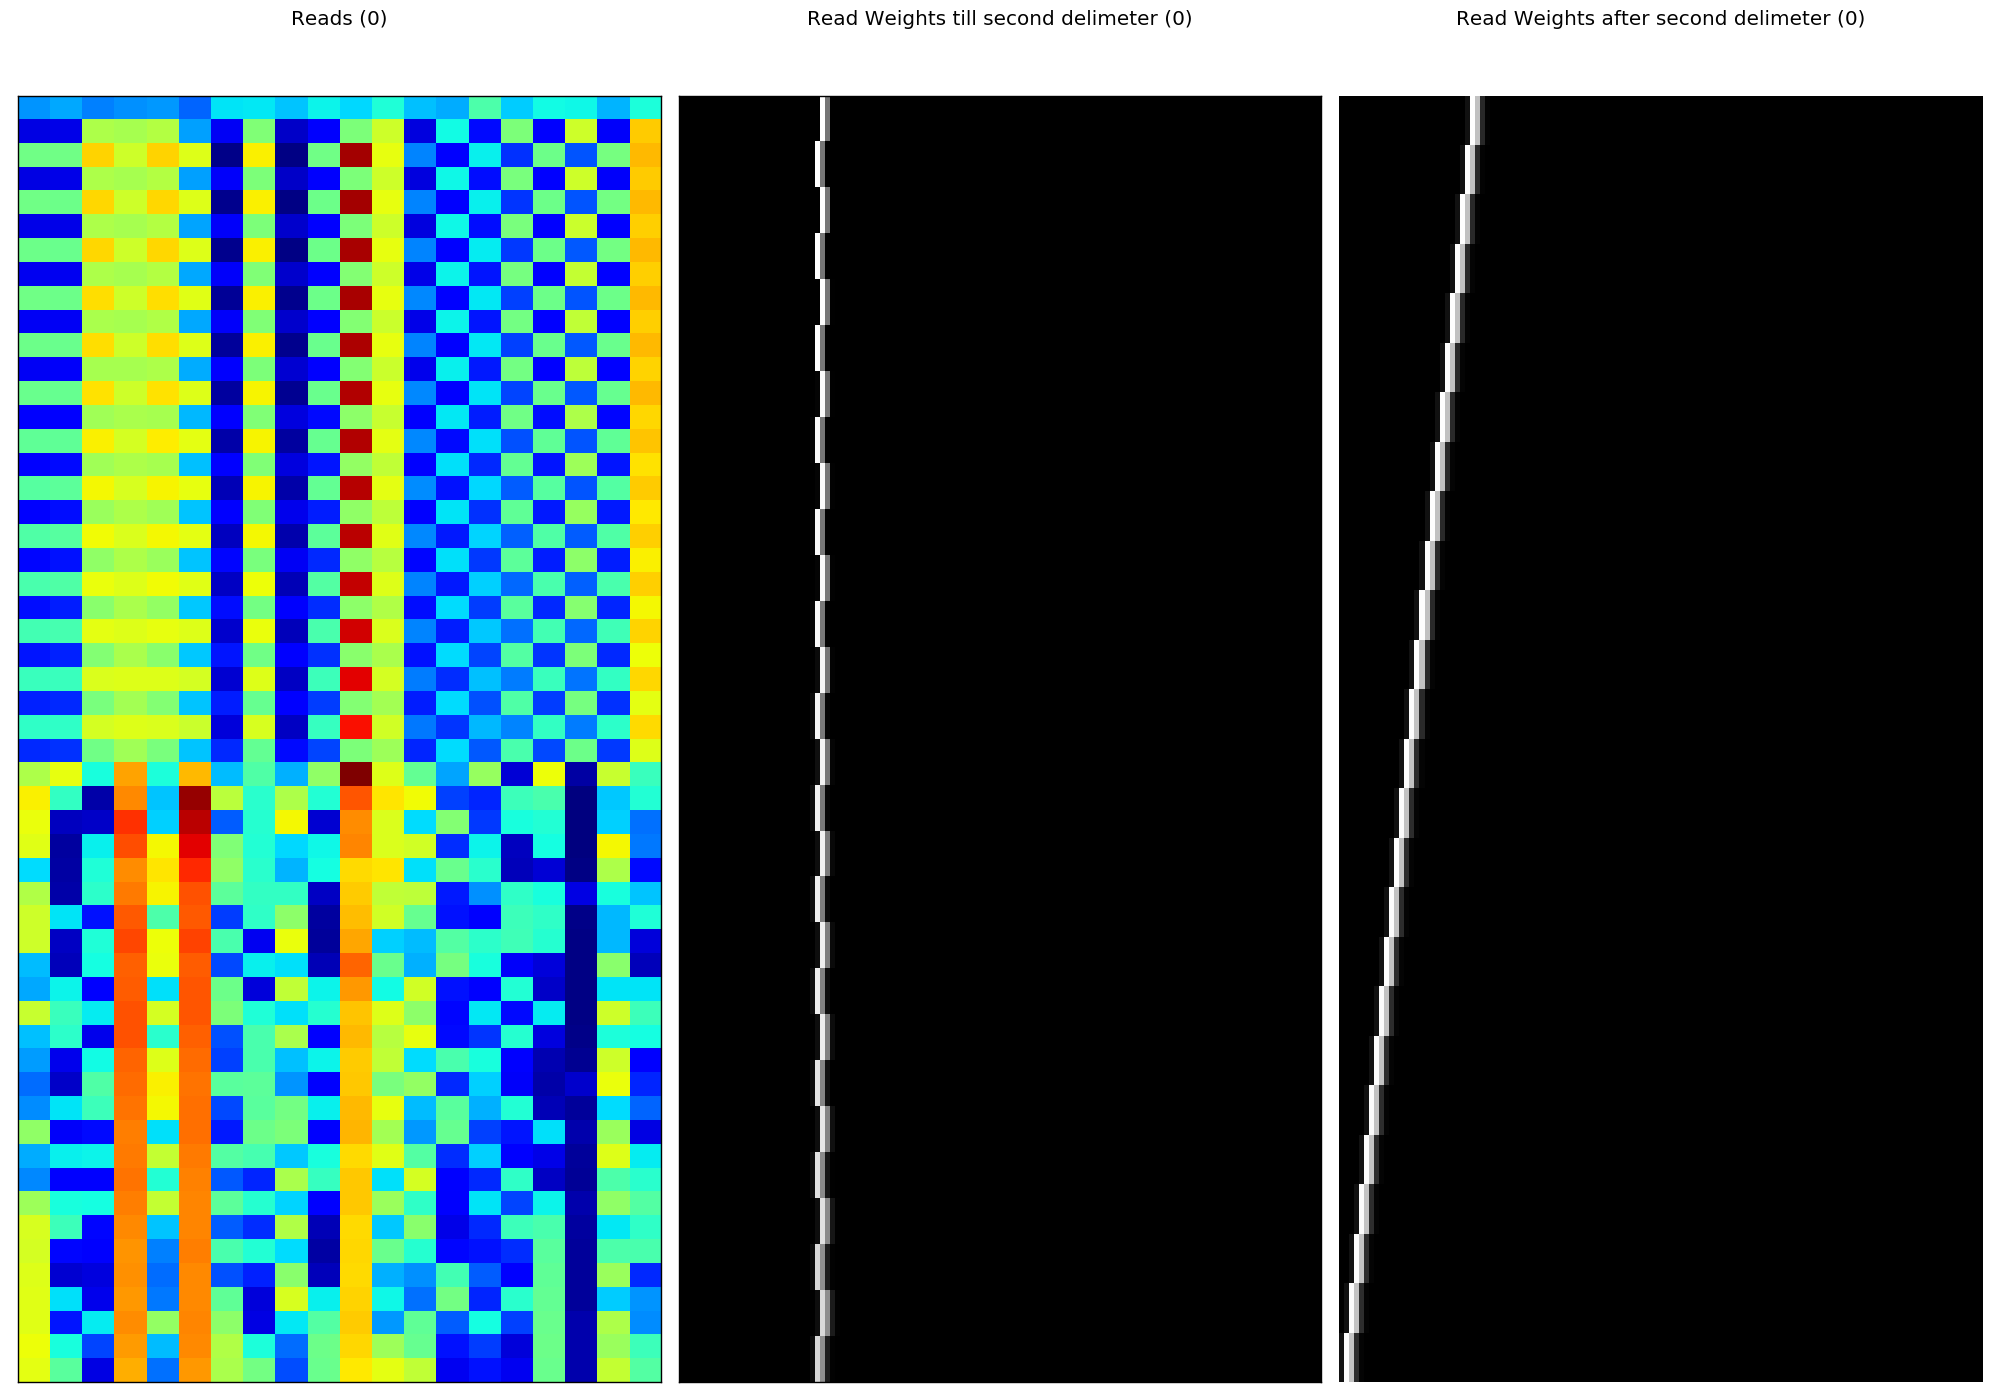 Reads (0)
Read Weights till second delimeter (0)
Read Weights after second delimeter (0)